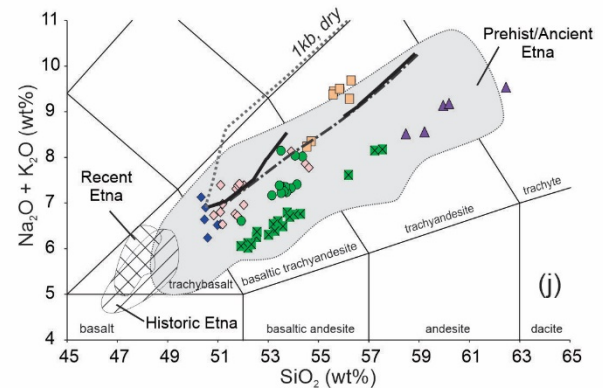 11
10
9
8
7
6
5
4
Na₂O + K₂O (wt%)
1kb, dry
Prehist/Ancient
Etna
Recent
Etna
trachyte
trachyandesite
basaltic trachyandesite
trachybasalt
(j)
basalt
Historic Etna
basaltic andesite
andesite
dacite
45 47 49 51 53 55 57 59 61 63 65
SiO₂ (wt%)